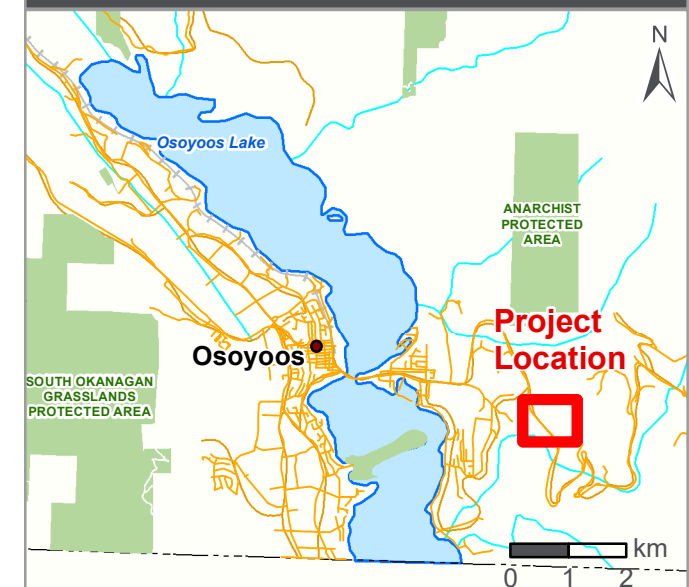 N
Osoyoos Lake
ANARCHIST
PROTECTED
AREA
Project
Location
Osoyoos
SOUTH OKANAGAN
GRASSLANDS
PROTECTED AREA
km
0 1 2